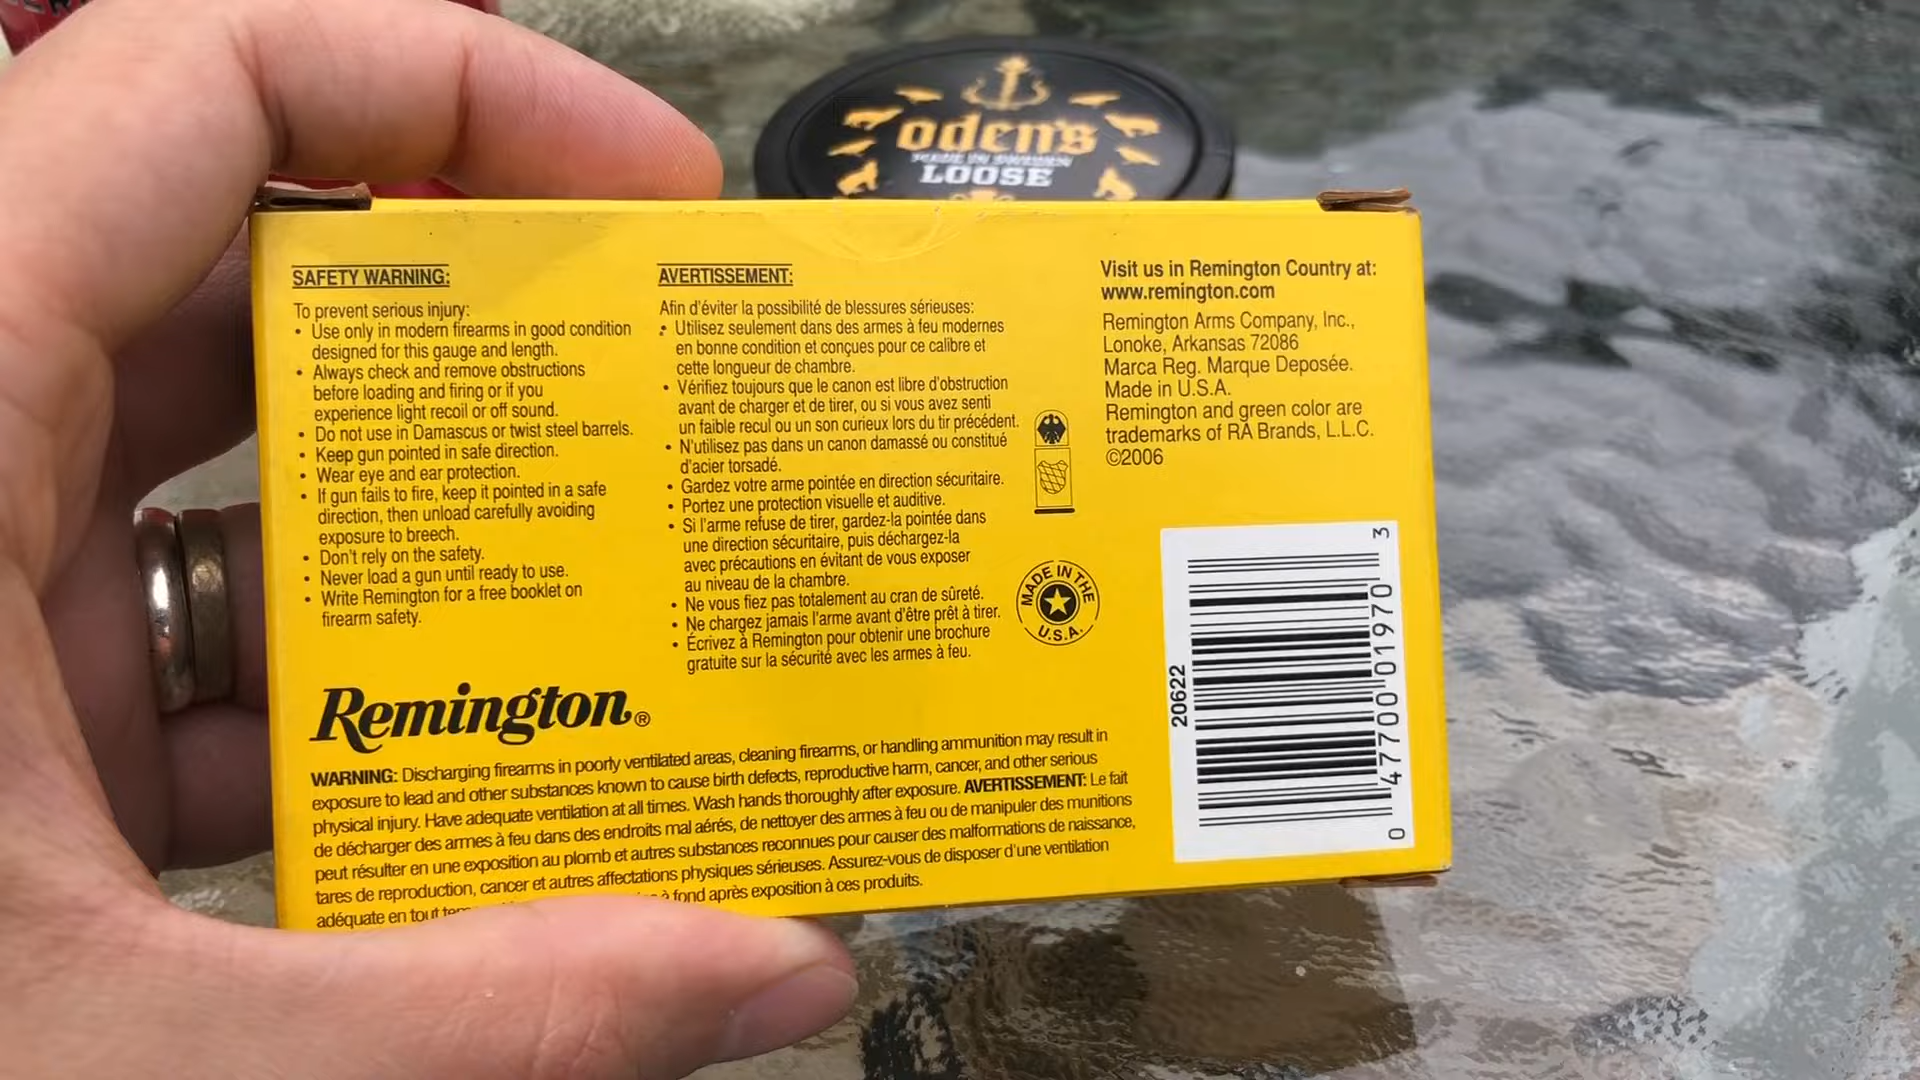 oden's
MADE IN SWEDEN
LOOSE
SAFETY WARNING:
To prevent serious injury:
• Use only in modern firearms in good condition
designed for this gauge and length.
• Always check and remove obstructions
before loading and firing or if you
experience light recoil or off sound.
• Do not use in Damascus or twist steel barrels.
• Keep gun pointed in safe direction.
• Wear eye and ear protection.
• If gun fails to fire, keep it pointed in a safe
direction, then unload carefully avoiding
exposure to breech.
• Don't rely on the safety.
• Never load a gun until ready to use.
• Write Remington for a free booklet on
firearm safety.
AVERTISSEMENT:
Afin d'éviter la possibilité de blessures sérieuses:
• Utilisez seulement dans des armes à feu modernes
en bonne condition et conçues pour ce calibre et
cette longueur de chambre.
• Vérifiez toujours que le canon est libre d'obstruction
avant de charger et de tirer, ou si vous avez senti
un faible recul ou un son curieux lors du tir précédent.
• N'utilisez pas dans un canon damassé ou constitué
d'acier torsadé.
• Gardez votre arme pointée en direction sécuritaire.
• Portez une protection visuelle et auditive.
• Si l'arme refuse de tirer, gardez-la pointée dans
une direction sécuritaire, puis déchargez-la
avec précautions en évitant de vous exposer
au niveau de la chambre.
• Ne vous fiez pas totalement au cran de sûreté.
• Ne chargez jamais l'arme avant d'être prêt à tirer.
• Écrivez à Remington pour obtenir une brochure
gratuite sur la sécurité avec les armes à feu.
Visit us in Remington Country at:
www.remington.com
Remington Arms Company, Inc.,
Lonoke, Arkansas 72086
Marca Reg. Marque Deposée.
Made in U.S.A.
Remington and green color are
trademarks of RA Brands, L.L.C.
©2006
MADE IN THE
U.S.A.
20622
0 47700 01970 3
Remington®
WARNING: Discharging firearms in poorly ventilated areas, cleaning firearms, or handling ammunition may result in
exposure to lead and other substances known to cause birth defects, reproductive harm, cancer, and other serious
physical injury. Have adequate ventilation at all times. Wash hands thoroughly after exposure. AVERTISSEMENT: Le fait
de décharger des armes à feu dans des endroits mal aérés, de nettoyer des armes à feu ou de manipuler des munitions
peut résulter en une exposition au plomb et autres substances reconnues pour causer des malformations de naissance,
tares de reproduction, cancer et autres affectations physiques sérieuses. Assurez-vous de disposer d'une ventilation
adéquate en tout à fond après exposition à ces produits.